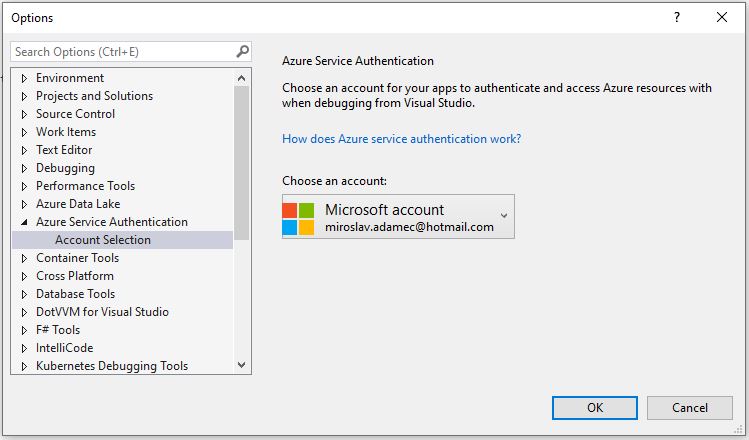 Options
?
Search Options (Ctrl+E)
Environment
Projects and Solutions
Source Control
Work Items
Text Editor
Debugging
Performance Tools
Azure Data Lake
Azure Service Authentication
Account Selection
Container Tools
Cross Platform
Database Tools
DotVVM for Visual Studio
F# Tools
IntelliCode
Kubernetes Debugging Tools
Azure Service Authentication
Choose an account for your apps to authenticate and access Azure resources with
when debugging from Visual Studio.
How does Azure service authentication work?
Choose an account:
Microsoft account
miroslav.adamec@hotmail.com
OK
Cancel